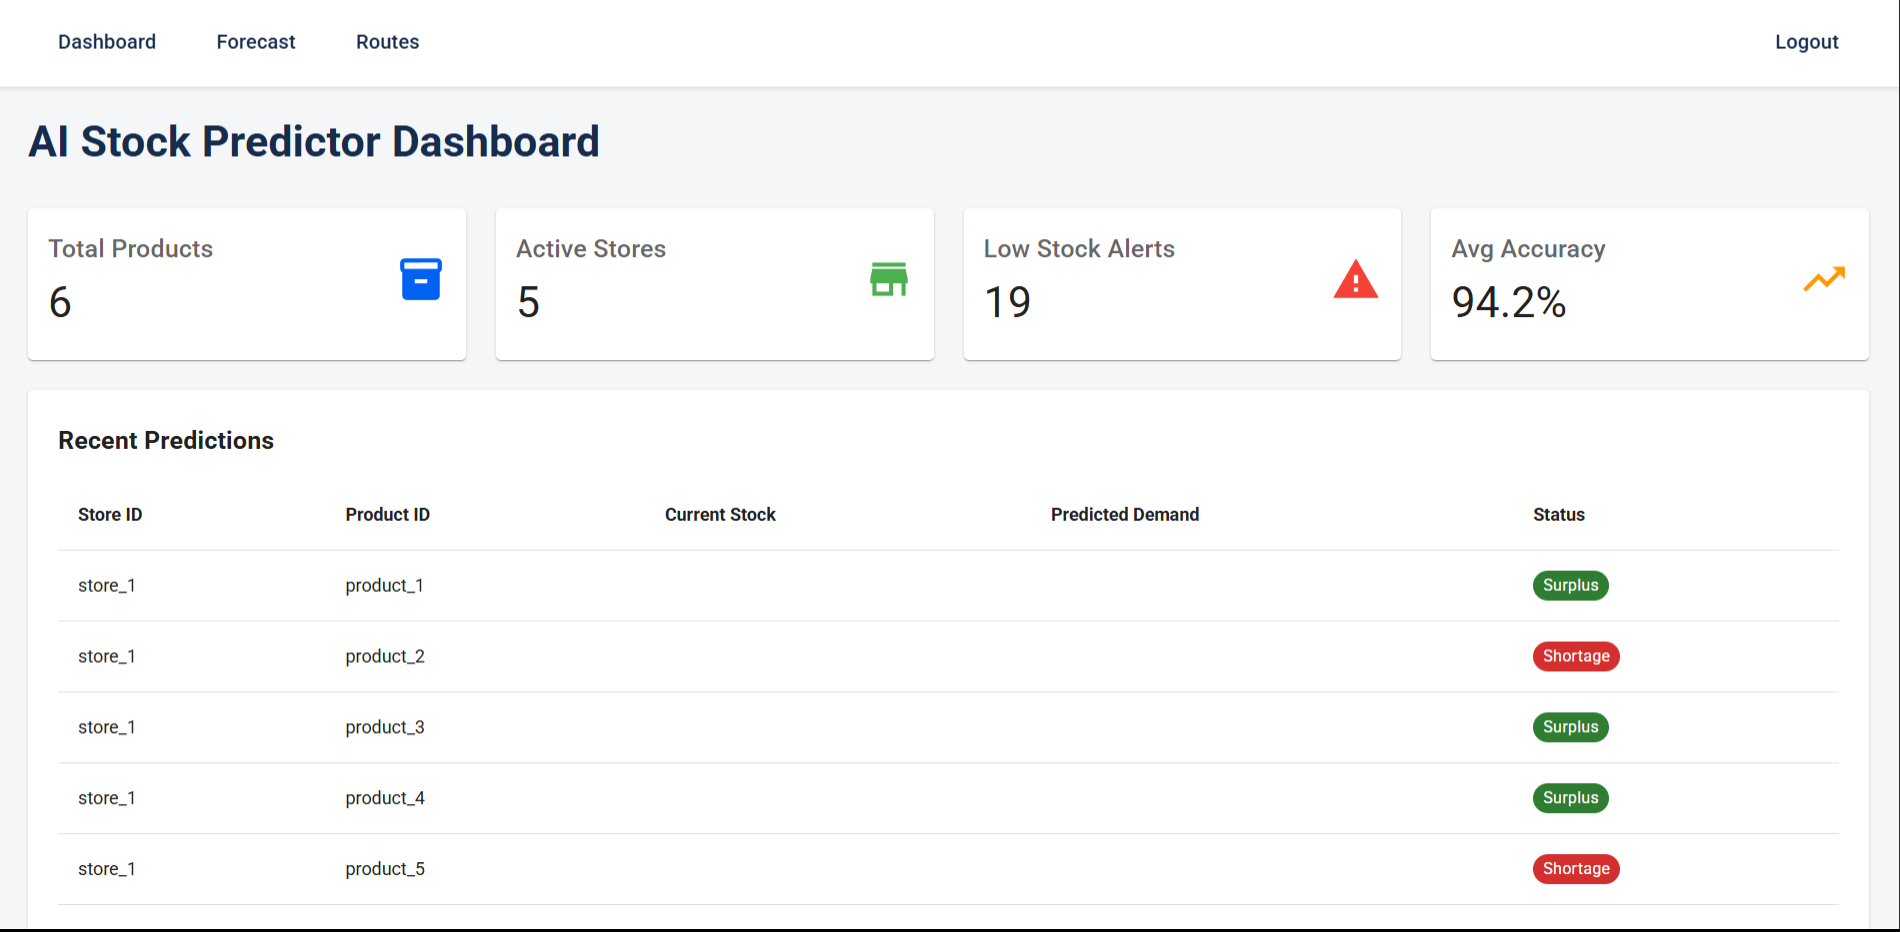 Dashboard Forecast Routes Logout
AI Stock Predictor Dashboard
Total Products
6
Active Stores
5
Low Stock Alerts
19
Avg Accuracy
94.2%
Recent Predictions
Store ID Product ID Current Stock Predicted Demand Status
store_1 product_1 Surplus
store_1 product_2 Shortage
store_1 product_3 Surplus
store_1 product_4 Surplus
store_1 product_5 Shortage